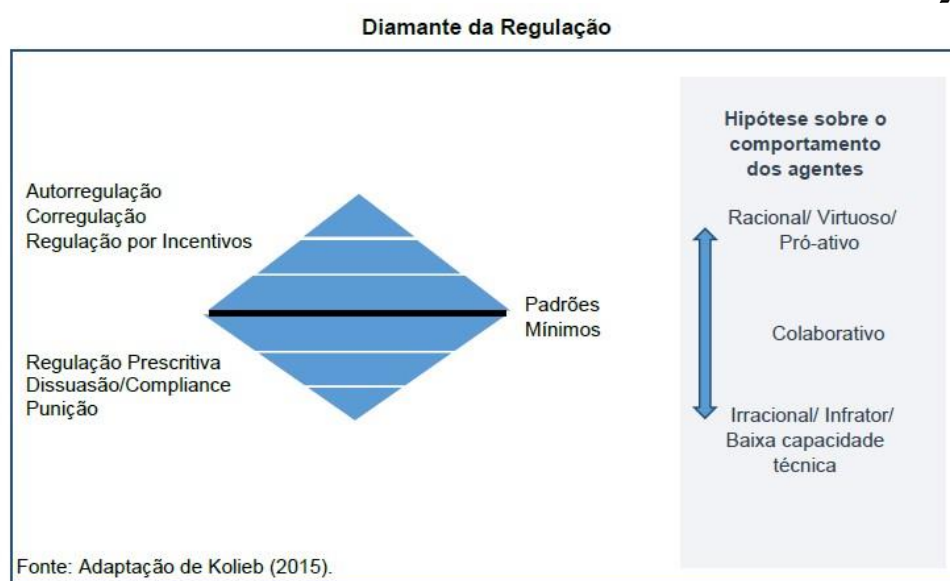 Diamante da Regulação
Autorregulação
Corregulação
Regulação por Incentivos
Padrões
Mínimos
Regulação Prescritiva
Dissuasão/Compliance
Punição
Hipótese sobre o
comportamento
dos agentes
Racional/ Virtuoso/
Pró-ativo
Colaborativo
Irracional/ Infrator/
Baixa capacidade
técnica
Fonte: Adaptação de Kolieb (2015).